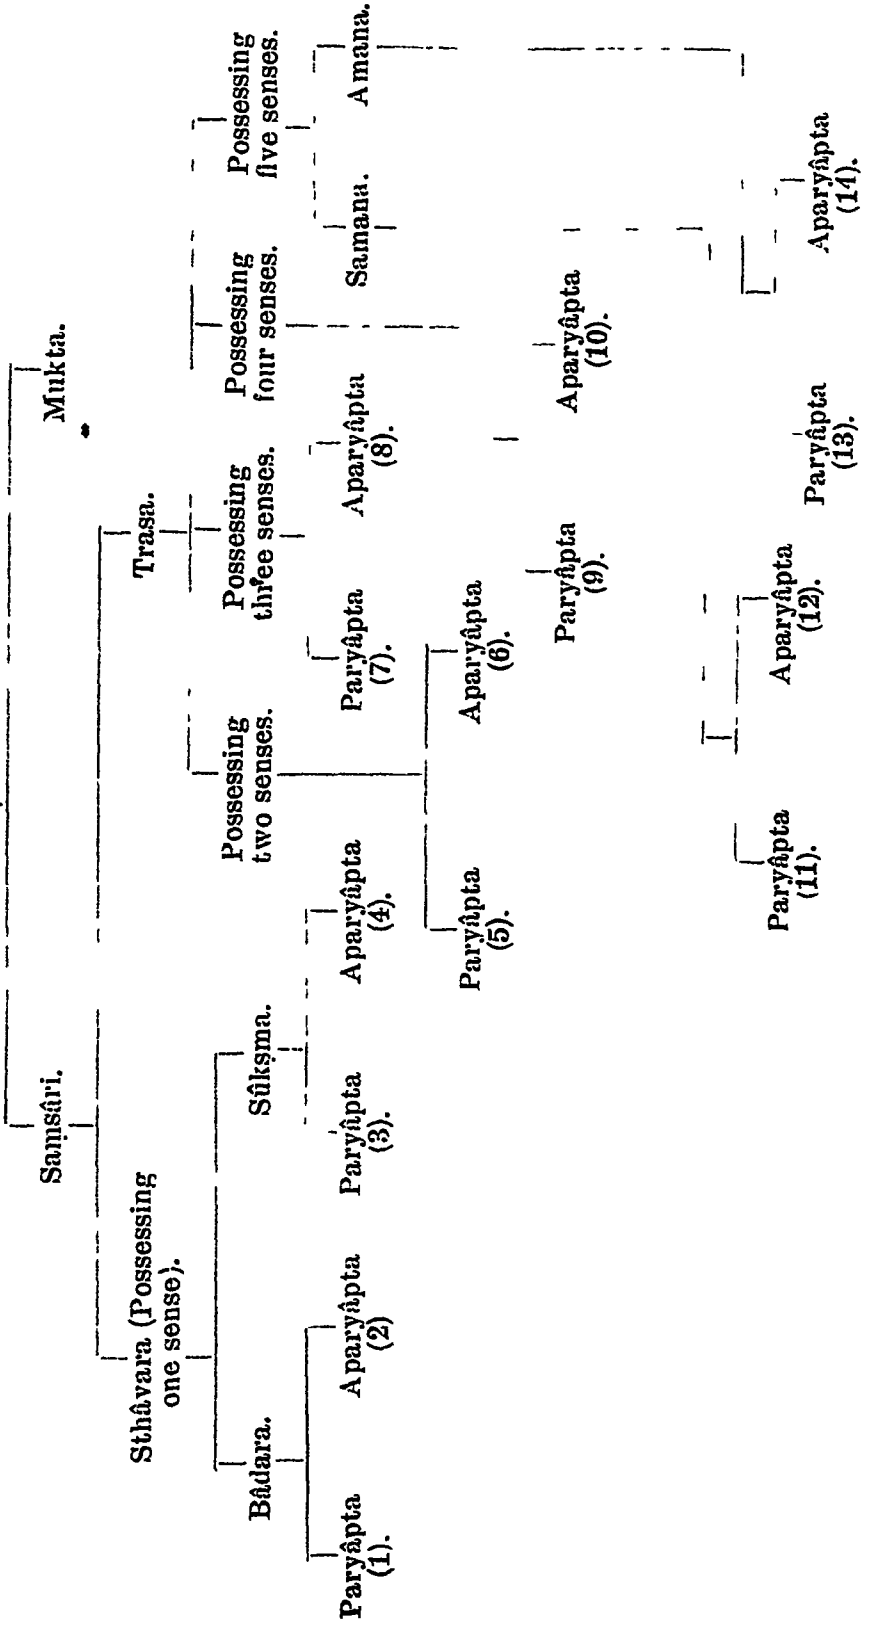 Saṃsâri.
Mukta.
Sthâvara (Possessing
one sense).
Trasa.
Bâdara.
Sûkṣma.
Possessing
two senses.
Possessing
three senses.
Possessing
four senses.
Possessing
five senses.
Paryâpta
(1).
Aparyâpta
(2)
Paryâpta
(3).
Aparyâpta
(4).
Paryâpta
(7).
Aparyâpta
(8).
Samana.
Amana.
Paryâpta
(5).
Aparyâpta
(6).
Paryâpta
(9).
Aparyâpta
(10).
Paryâpta
(11).
Aparyâpta
(12).
Paryâpta
(13).
Aparyâpta
(14).